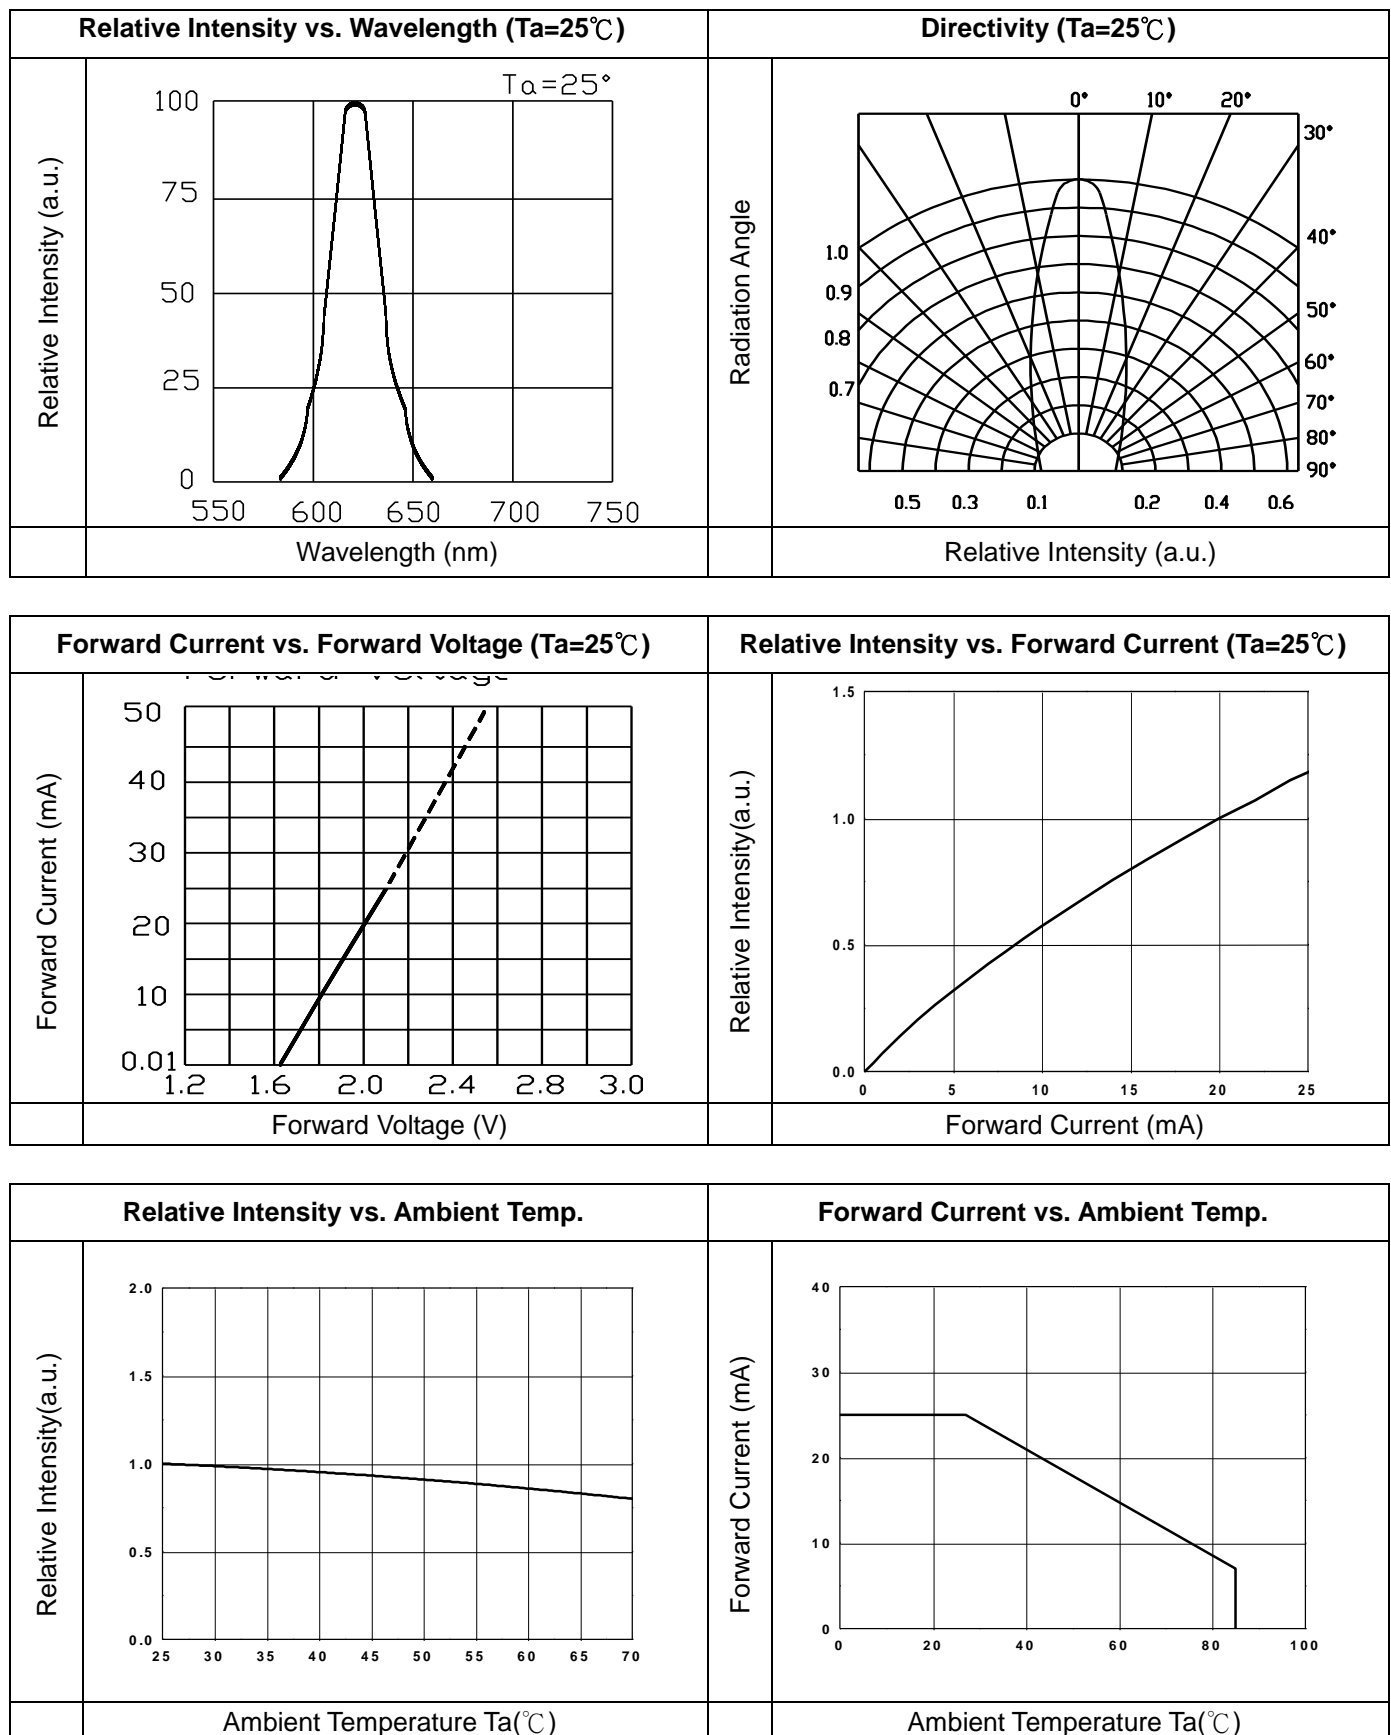 Relative Intensity vs. Wavelength (Ta=25℃)
Directivity (Ta=25℃)
Relative Intensity (a.u.)
Ta=25°
100
75
50
25
0
550 600 650 700 750
Wavelength (nm)
Radiation Angle
0° 10° 20°
30°
40°
50°
60°
70°
80°
90°
1.0
0.9
0.8
0.7
0.5 0.3 0.1 0.2 0.4 0.6
Relative Intensity (a.u.)
Forward Current vs. Forward Voltage (Ta=25℃)
Relative Intensity vs. Forward Current (Ta=25℃)
Forward Current (mA)
50
40
30
20
10
0.01
1.2 1.6 2.0 2.4 2.8 3.0
Forward Voltage (V)
Relative Intensity(a.u.)
1.5
1.0
0.5
0.0
0 5 10 15 20 25
Forward Current (mA)
Relative Intensity vs. Ambient Temp.
Forward Current vs. Ambient Temp.
Relative Intensity(a.u.)
2.0
1.5
1.0
0.5
0.0
25 30 35 40 45 50 55 60 65 70
Ambient Temperature Ta(℃)
Forward Current (mA)
40
30
20
10
0
0 20 40 60 80 100
Ambient Temperature Ta(℃)